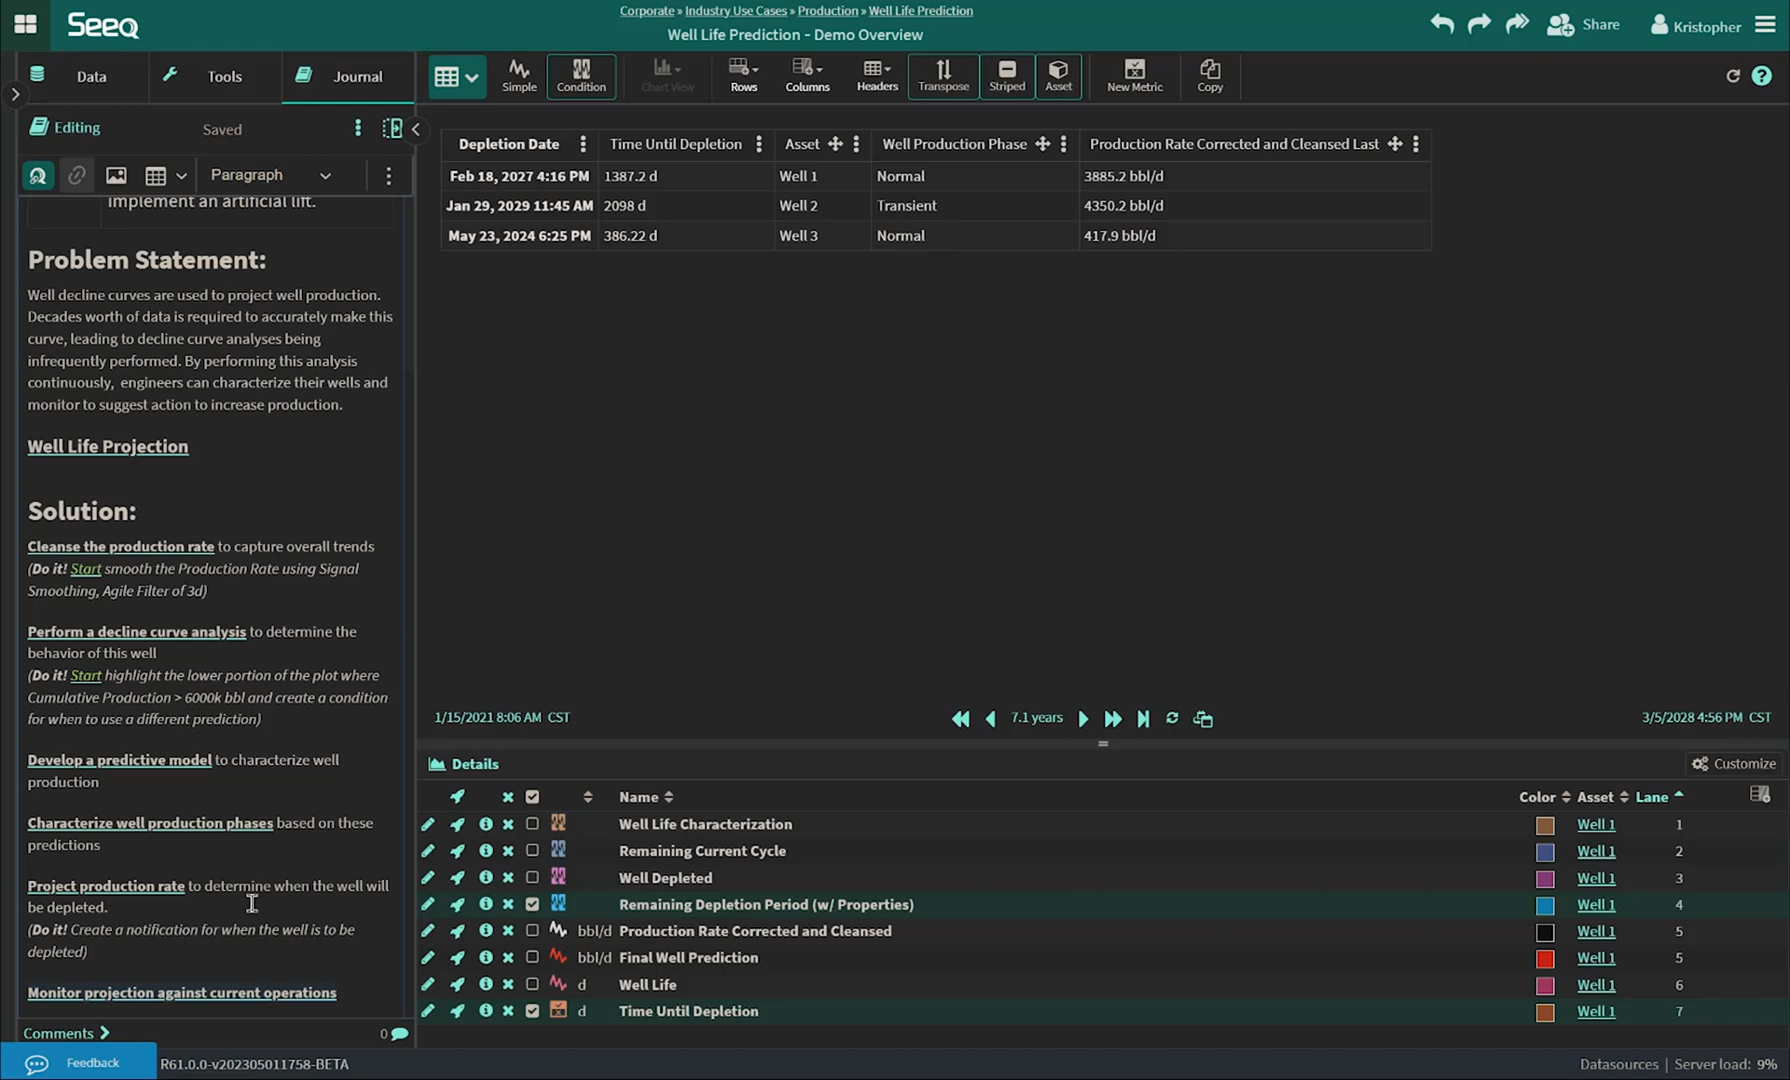 Seeq
Corporate » Industry Use Cases » Production » Well Life Prediction
Well Life Prediction - Demo Overview
Share
Kristopher
Data
Tools
Journal
Simple
Condition
Chart View
Rows
Columns
Headers
Transpose
Striped
Asset
New Metric
Copy
Editing
Saved
Paragraph
implement an artificial lift.
Problem Statement:
Well decline curves are used to project well production.
Decades worth of data is required to accurately make this
curve, leading to decline curve analyses being
infrequently performed. By performing this analysis
continuously, engineers can characterize their wells and
monitor to suggest action to increase production.
Well Life Projection
Solution:
Cleanse the production rate to capture overall trends
(Do it! Start smooth the Production Rate using Signal
Smoothing, Agile Filter of 3d)
Perform a decline curve analysis to determine the
behavior of this well
(Do it! Start highlight the lower portion of the plot where
Cumulative Production > 6000k bbl and create a condition
for when to use a different prediction)
Develop a predictive model to characterize well
production
Characterize well production phases based on these
predictions
Project production rate to determine when the well will
be depleted.
(Do it! Create a notification for when the well is to be
depleted)
Monitor projection against current operations
Comments
0
Depletion Date Time Until Depletion Asset Well Production Phase Production Rate Corrected and Cleansed Last
Feb 18, 2027 4:16 PM 1387.2 d Well 1 Normal 3885.2 bbl/d
Jan 29, 2029 11:45 AM 2098 d Well 2 Transient 4350.2 bbl/d
May 23, 2024 6:25 PM 386.22 d Well 3 Normal 417.9 bbl/d
1/15/2021 8:06 AM CST
7.1 years
3/5/2028 4:56 PM CST
Details
Customize
Name Color Asset Lane
Well Life Characterization Well 1 1
Remaining Current Cycle Well 1 2
Well Depleted Well 1 3
Remaining Depletion Period (w/ Properties) Well 1 4
bbl/d Production Rate Corrected and Cleansed Well 1 5
bbl/d Final Well Prediction Well 1 5
d Well Life Well 1 6
d Time Until Depletion Well 1 7
Feedback
R61.0.0-v202305011758-BETA
Datasources | Server load: 9%